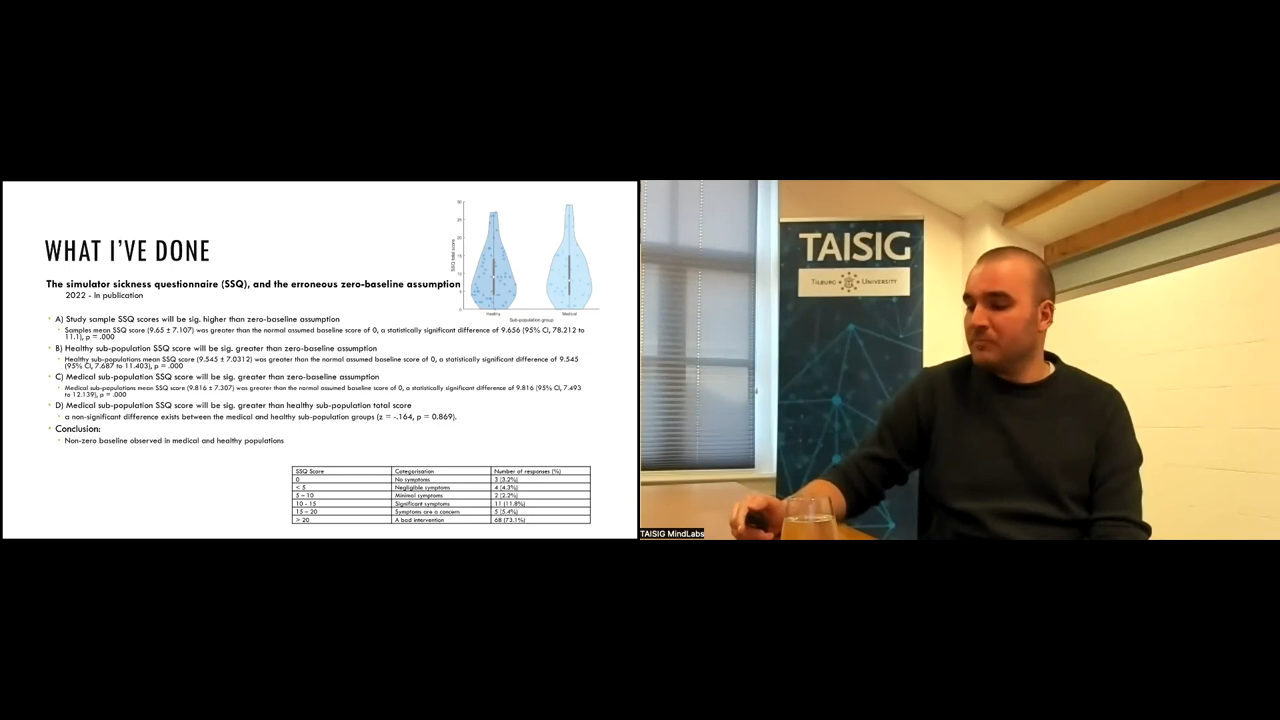 WHAT I'VE DONE
The simulator sickness questionnaire (SSQ), and the erroneous zero-baseline assumption
2022 - In publication
A) Study sample SSQ scores will be sig. higher than zero-baseline assumption
Samples mean SSQ score (9.65 ± 7.107) was greater than the normal assumed baseline score of 0, a statistically significant difference of 9.656 (95% CI, 78.212 to
11.1), p = .000
B) Healthy sub-population SSQ score will be sig. greater than zero-baseline assumption
Healthy sub-populations mean SSQ score (9.545 ± 7.0312) was greater than the normal assumed baseline score of 0, a statistically significant difference of 9.545
(95% CI, 7.687 to 11.403), p = .000
C) Medical sub-population SSQ score will be sig. greater than zero-baseline assumption
Medical sub-populations mean SSQ score (9.816 ± 7.307) was greater than the normal assumed baseline score of 0, a statistically significant difference of 9.816 (95% CI, 7.493
to 12.139), p = .000
D) Medical sub-population SSQ score will be sig. greater than healthy sub-population total score
a non-significant difference exists between the medical and healthy sub-population groups (z = -.164, p = 0.869).
Conclusion:
Non-zero baseline observed in medical and healthy populations
SSQ total score
30
25
20
15
10
5
0
Healthy Medical
Sub-population group
SSQ Score Categorisation Number of responses (%)
0 No symptoms 3 (3.2%)
< 5 Negligible symptoms 4 (4.3%)
5 – 10 Minimal symptoms 2 (2.2%)
10 - 15 Significant symptoms 11 (11.8%)
15 – 20 Symptoms are a concern 5 (5.4%)
> 20 A bad intervention 68 (73.1%)
TAISIG
TILBURG UNIVERSITY
TAISIG MindLabs